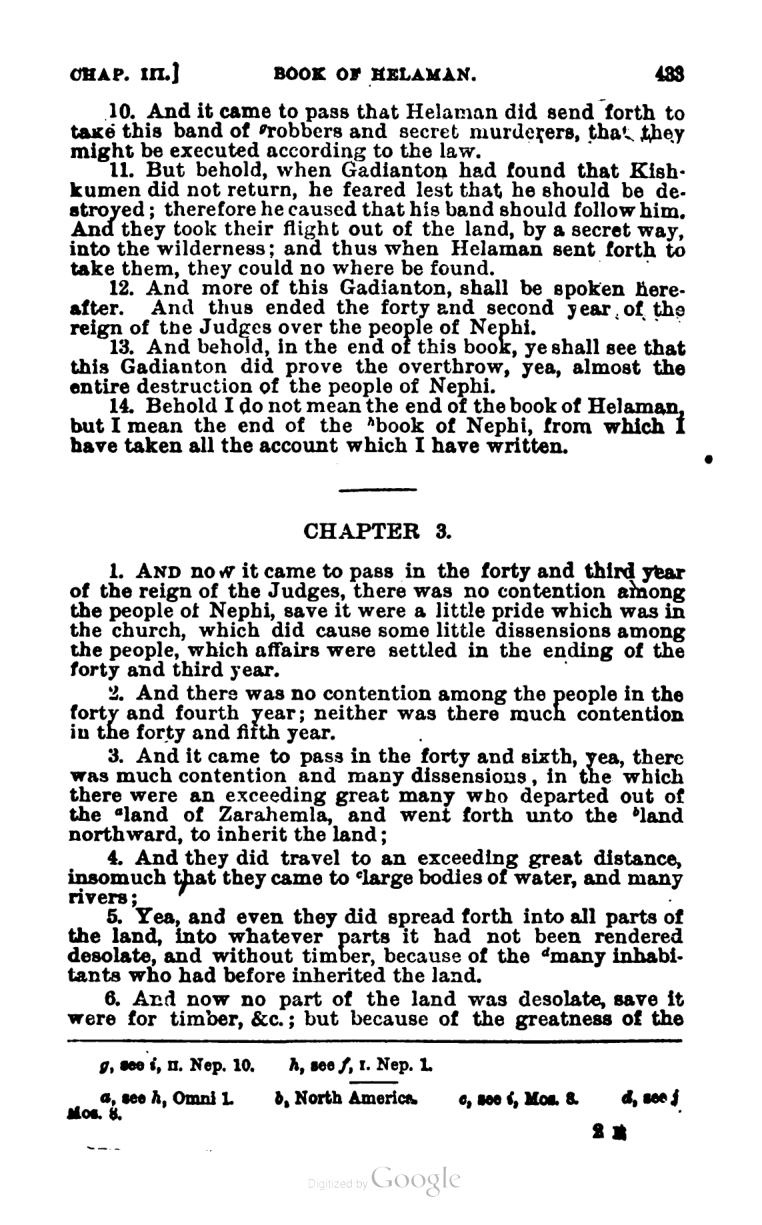 CHAP. III.] BOOK OF HELAMAN. 433
10. And it came to pass that Helaman did send forth to
take this band of ᵍrobbers and secret murderers, that they
might be executed according to the law.
11. But behold, when Gadianton had found that Kish-
kumen did not return, he feared lest that he should be de-
stroyed; therefore he caused that his band should follow him.
And they took their flight out of the land, by a secret way,
into the wilderness; and thus when Helaman sent forth to
take them, they could no where be found.
12. And more of this Gadianton, shall be spoken here-
after. And thus ended the forty and second year of the
reign of the Judges over the people of Nephi.
13. And behold, in the end of this book, ye shall see that
this Gadianton did prove the overthrow, yea, almost the
entire destruction of the people of Nephi.
14. Behold I do not mean the end of the book of Helaman,
but I mean the end of the ʰbook of Nephi, from which I
have taken all the account which I have written.
CHAPTER 3.
1. AND now it came to pass in the forty and third year
of the reign of the Judges, there was no contention among
the people of Nephi, save it were a little pride which was in
the church, which did cause some little dissensions among
the people, which affairs were settled in the ending of the
forty and third year.
2. And there was no contention among the people in the
forty and fourth year; neither was there much contention
in the forty and fifth year.
3. And it came to pass in the forty and sixth, yea, there
was much contention and many dissensions, in the which
there were an exceeding great many who departed out of
the ᵃland of Zarahemla, and went forth unto the ᵇland
northward, to inherit the land;
4. And they did travel to an exceeding great distance,
insomuch that they came to ᶜlarge bodies of water, and many
rivers;
5. Yea, and even they did spread forth into all parts of
the land, into whatever parts it had not been rendered
desolate, and without timber, because of the ᵈmany inhabi-
tants who had before inherited the land.
6. And now no part of the land was desolate, save it
were for timber, &c.; but because of the greatness of the
g, see i, II. Nep. 10. h, see f, I. Nep. 1.
a, see h, Omni 1. b, North America. c, see i, Mos. 8. d, see j
Mos. 8.
2 E
Digitized by Google